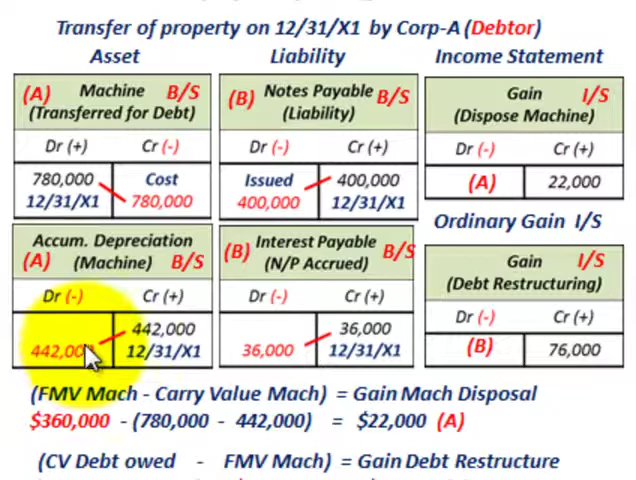 Transfer of property on 12/31/X1 by Corp-A (Debtor)
Asset
Liability
Income Statement
(A) Machine B/S
(Transferred for Debt)
Dr (+) Cr (-)
780,000 Cost
12/31/X1 780,000
(B) Notes Payable B/S
(Liability)
Dr (-) Cr (+)
Issued 400,000
400,000 12/31/X1
Gain I/S
(Dispose Machine)
Dr (-) Cr (+)
(A) 22,000
Ordinary Gain I/S
Accum. Depreciation
(A) (Machine) B/S
Dr (-) Cr (+)
442,000
442,00 12/31/X1
(B) Interest Payable B/S
(N/P Accrued)
Dr (-) Cr (+)
36,000
36,000 12/31/X1
Gain I/S
(Debt Restructuring)
Dr (-) Cr (+)
(B) 76,000
(FMV Mach - Carry Value Mach) = Gain Mach Disposal
$360,000 - (780,000 - 442,000) = $22,000 (A)
(CV Debt owed - FMV Mach) = Gain Debt Restructure